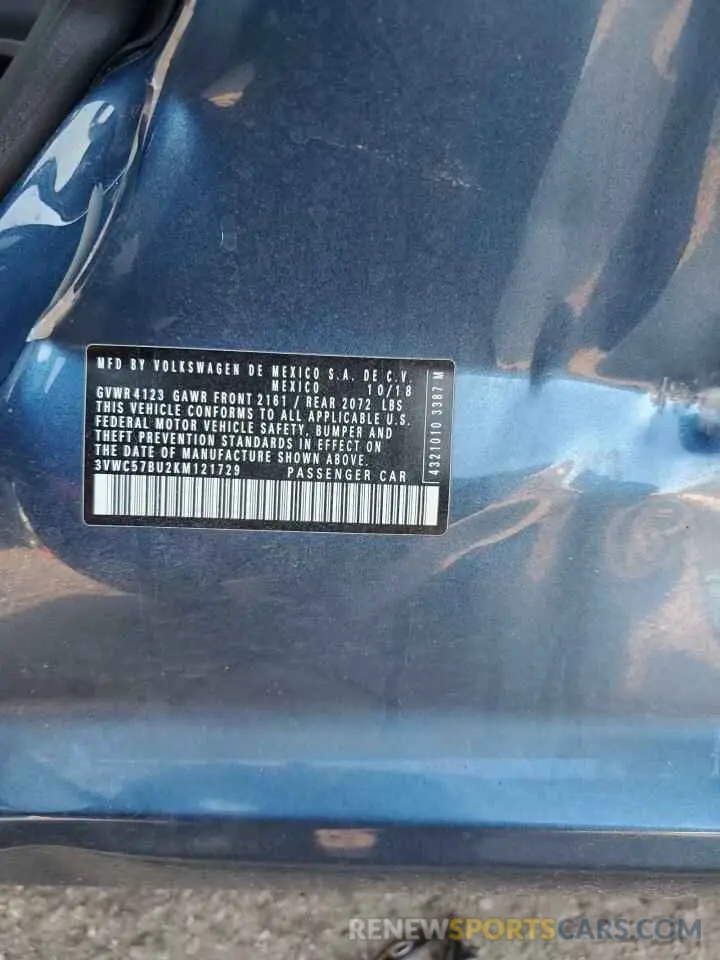 MFD BY VOLKSWAGEN DE MEXICO S.A. DE C.V.
MEXICO 10/18
GVWR 4123 GAWR FRONT 2161 / REAR 2072 LBS
THIS VEHICLE CONFORMS TO ALL APPLICABLE U.S.
FEDERAL MOTOR VEHICLE SAFETY, BUMPER AND
THEFT PREVENTION STANDARDS IN EFFECT ON
THE DATE OF MANUFACTURE SHOWN ABOVE.
3VWC57BU2KM121729 PASSENGER CAR
4321010 3387 M
RENEWSPORTSCARS.COM